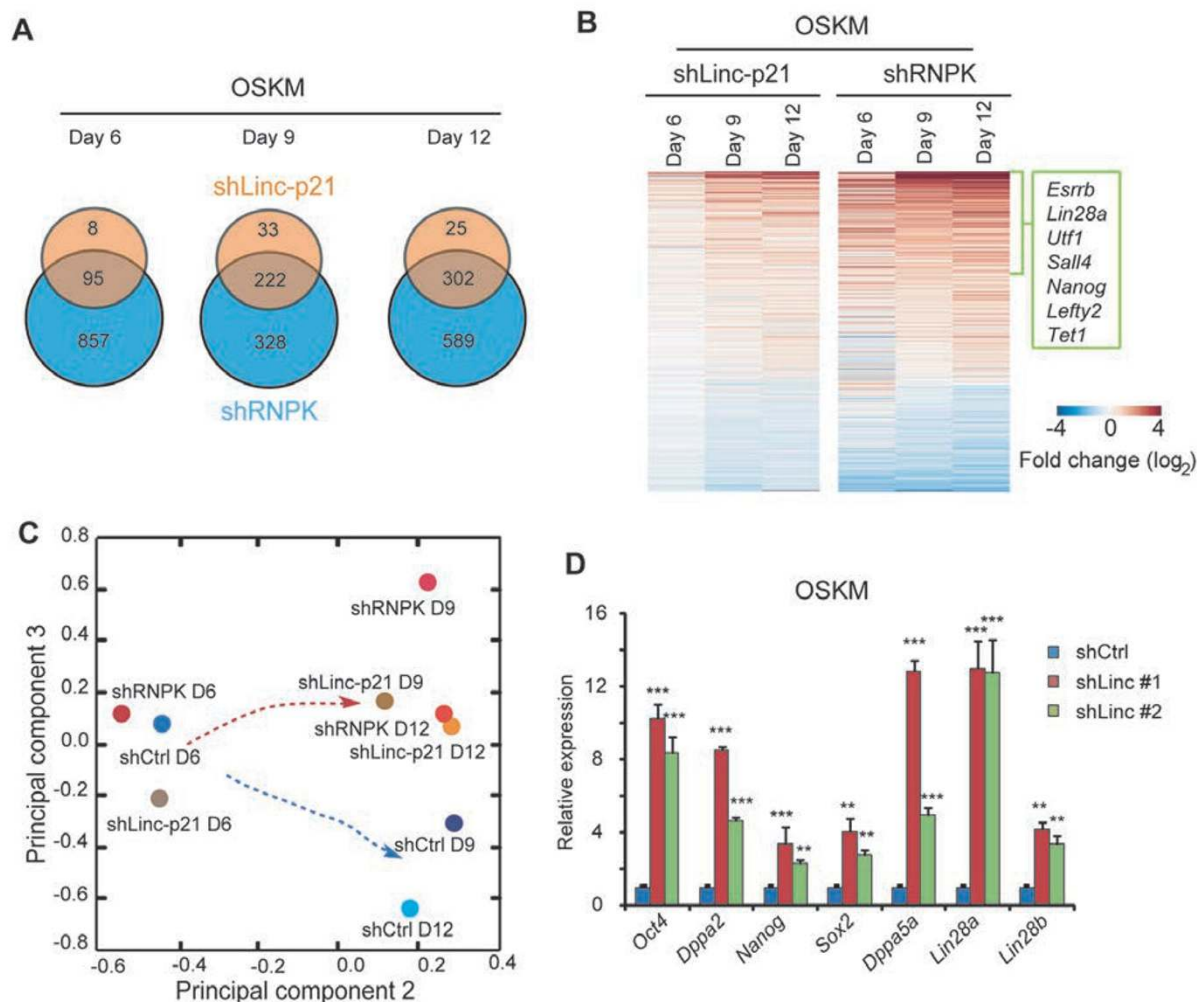 A
OSKM
Day 6 Day 9 Day 12
shLinc-p21
8 33 25
95 222 302
857 328 589
shRNPK
B
OSKM
shLinc-p21 shRNPK
Day 6 Day 9 Day 12 Day 6 Day 9 Day 12
Esrrb
Lin28a
Utf1
Sall4
Nanog
Lefty2
Tet1
-4 0 4
Fold change (log2)
C
Principal component 3
0.8
0.6
0.4
0.2
0.0
-0.2
-0.4
-0.6
-0.8
shRNPK D9
shLinc-p21 D9
shRNPK D6
shRNPK D12
shCtrl D6
shLinc-p21 D12
shLinc-p21 D6
shCtrl D9
shCtrl D12
-0.6 -0.4 -0.2 0.0 0.2 0.4
Principal component 2
D
OSKM
Relative expression
16
12
8
4
0
*** *** *** *** *** ** ** ** *** *** *** *** ** **
shCtrl
shLinc #1
shLinc #2
Oct4 Dppa2 Nanog Sox2 Dppa5a Lin28a Lin28b